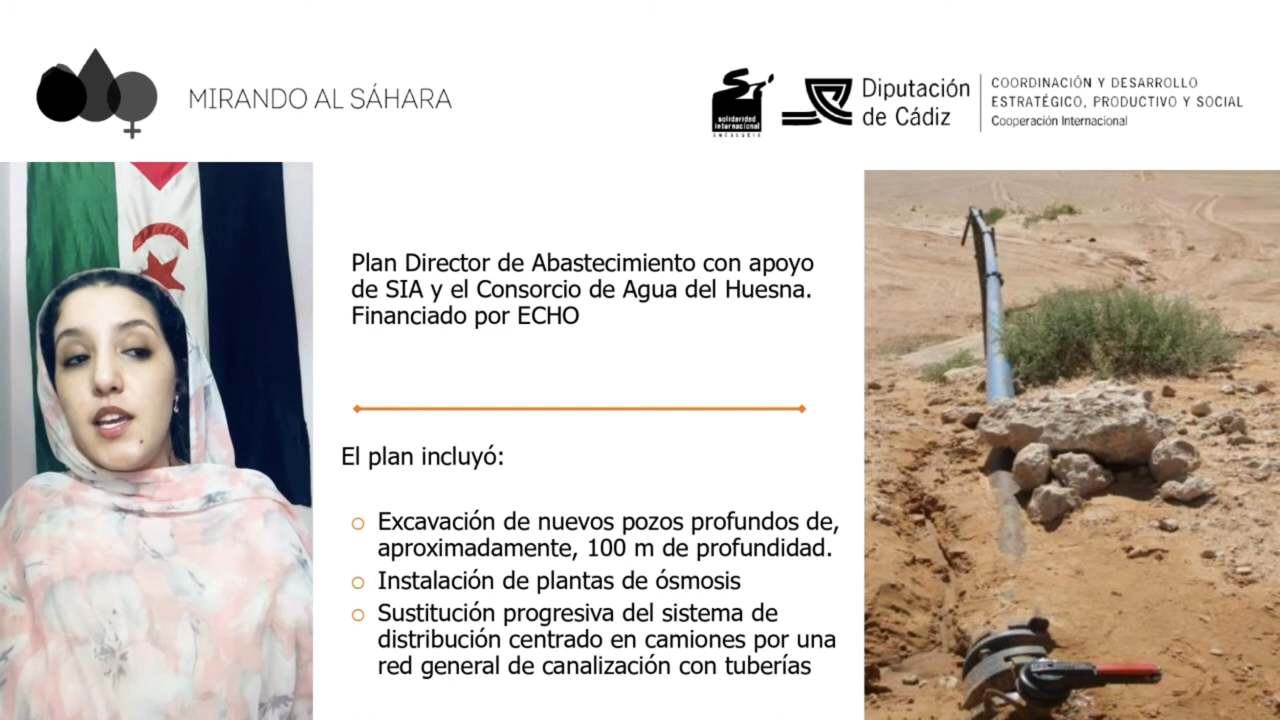 MIRANDO AL SÁHARA
solidaridad
internacional
ANDALUCÍA
Diputación
de Cádiz
COORDINACIÓN Y DESARROLLO
ESTRATÉGICO, PRODUCTIVO Y SOCIAL
Cooperación Internacional
Plan Director de Abastecimiento con apoyo
de SIA y el Consorcio de Agua del Huesna.
Financiado por ECHO
El plan incluyó:
Excavación de nuevos pozos profundos de,
aproximadamente, 100 m de profundidad.
Instalación de plantas de ósmosis
Sustitución progresiva del sistema de
distribución centrado en camiones por una
red general de canalización con tuberías